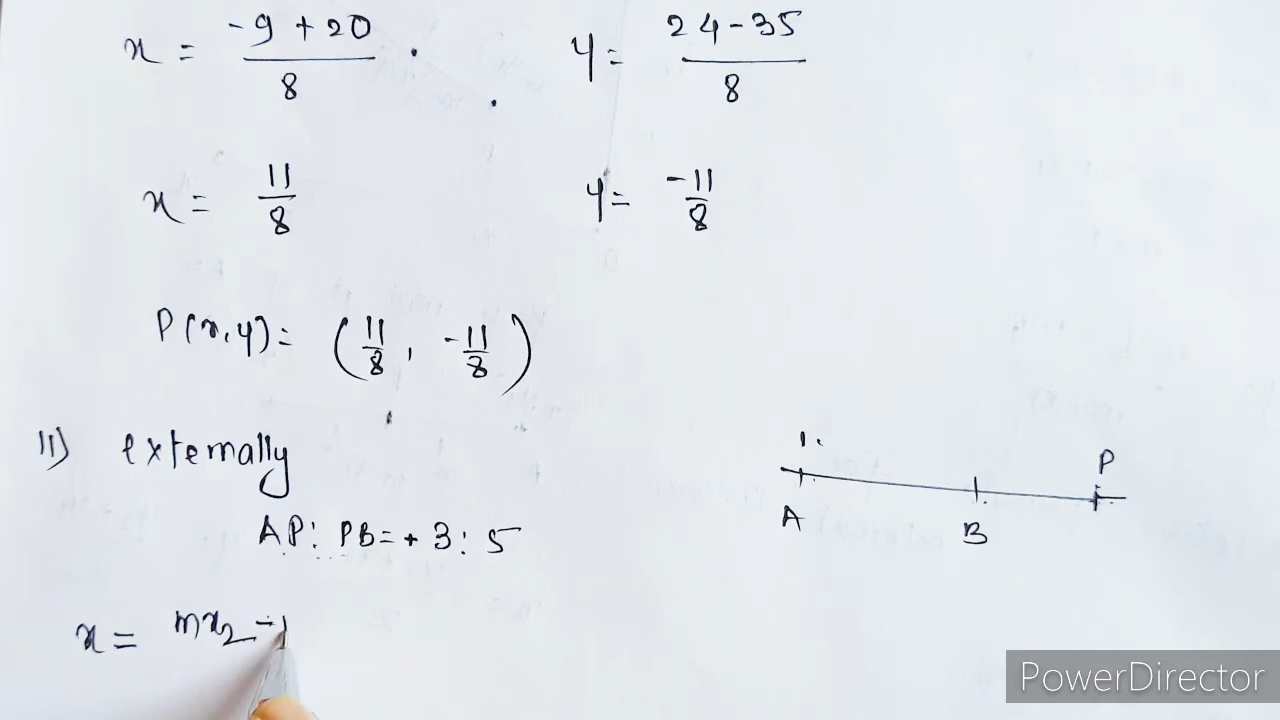 x = -9 + 20 / 8 . y = 24 - 35 / 8
x = 11/8 y = -11/8
P(x, y) = (11/8, -11/8)
II) externally
P
A B
AP : PB = + 3 : 5
x = mx₂ -
PowerDirector